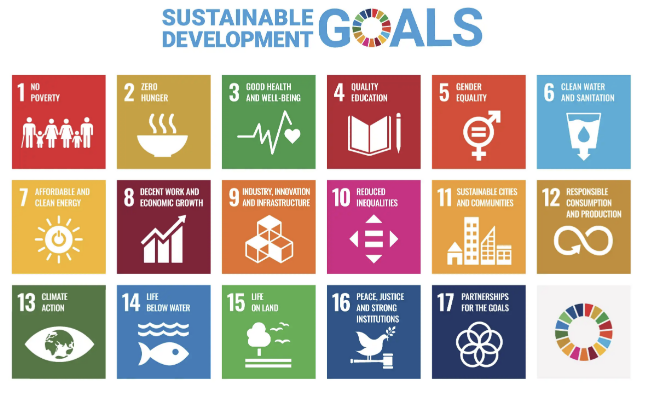 SUSTAINABLE
DEVELOPMENT
GOALS
1 NO
POVERTY
2 ZERO
HUNGER
3 GOOD HEALTH
AND WELL-BEING
4 QUALITY
EDUCATION
5 GENDER
EQUALITY
6 CLEAN WATER
AND SANITATION
7 AFFORDABLE AND
CLEAN ENERGY
8 DECENT WORK AND
ECONOMIC GROWTH
9 INDUSTRY, INNOVATION
AND INFRASTRUCTURE
10 REDUCED
INEQUALITIES
11 SUSTAINABLE CITIES
AND COMMUNITIES
12 RESPONSIBLE
CONSUMPTION
AND PRODUCTION
13 CLIMATE
ACTION
14 LIFE
BELOW WATER
15 LIFE
ON LAND
16 PEACE, JUSTICE
AND STRONG
INSTITUTIONS
17 PARTNERSHIPS
FOR THE GOALS